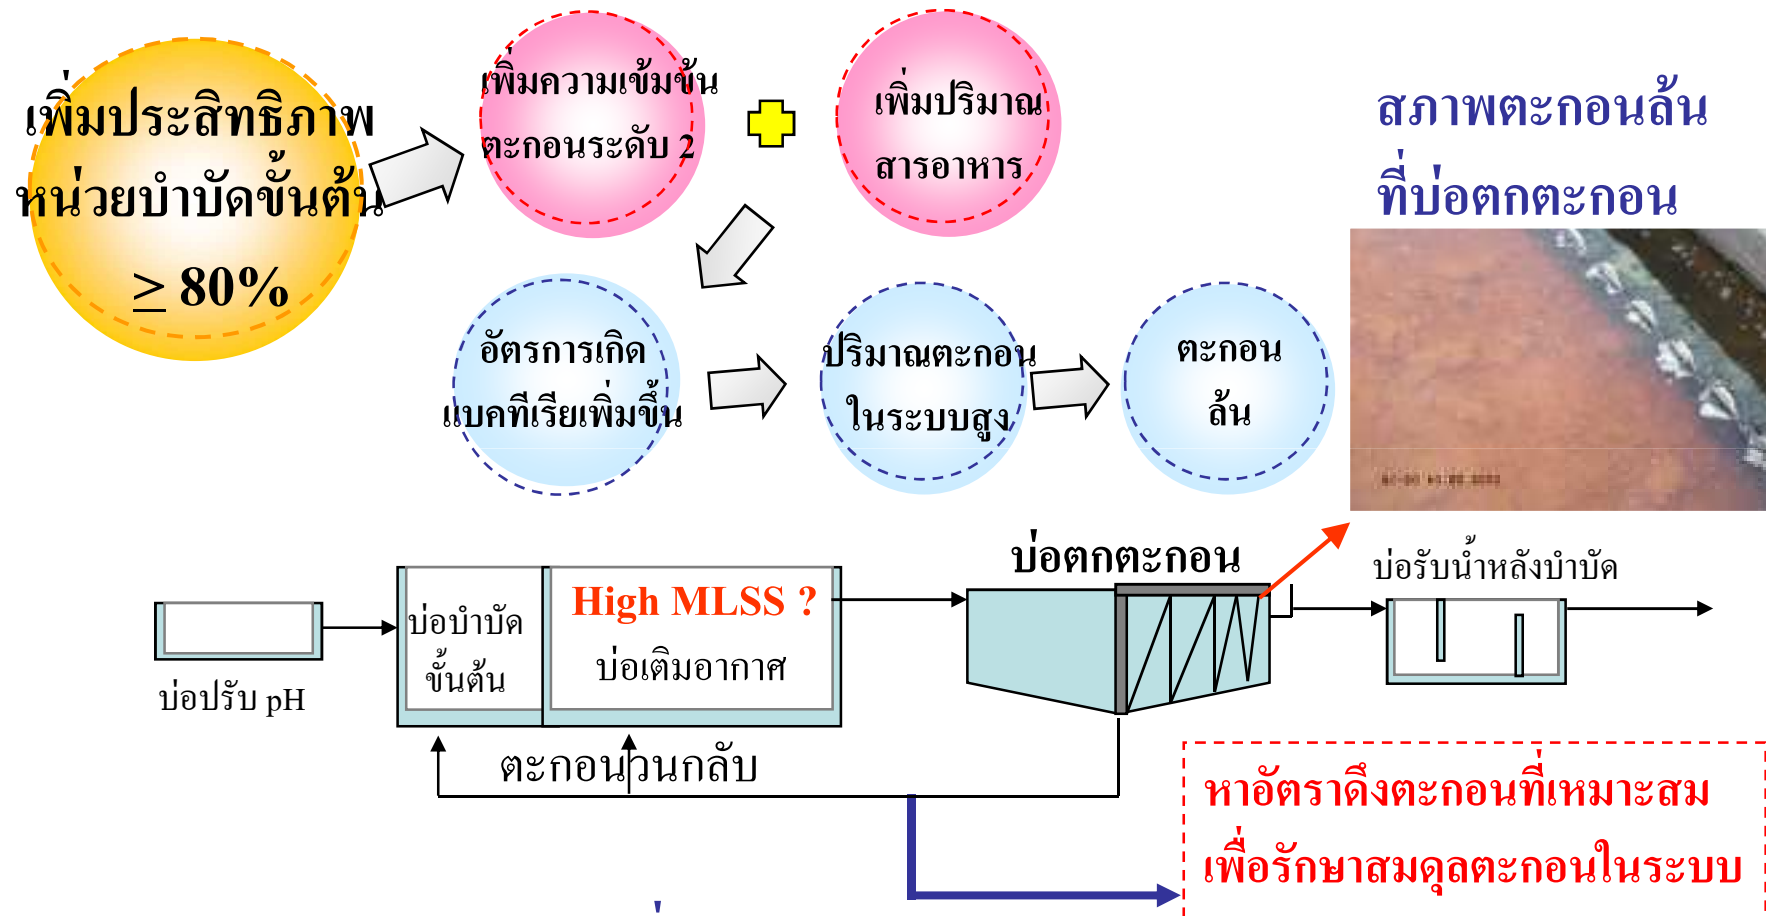 เพิ่มประสิทธิภาพ
หน่วยบำบัดขั้นต้น
≥ 80%
เพิ่มความเข้มข้น
ตะกอนระดับ 2
เพิ่มปริมาณ
สารอาหาร
สภาพตะกอนล้น
ที่บ่อตกตะกอน
อัตรการเกิด
แบคทีเรียเพิ่มขึ้น
ปริมาณตะกอน
ในระบบสูง
ตะกอน
ล้น
บ่อตกตะกอน
บ่อรับน้ำหลังบำบัด
High MLSS ?
บ่อเติมอากาศ
บ่อบำบัด
ขั้นต้น
บ่อปรับ pH
ตะกอนวนกลับ
หาอัตราดึงตะกอนที่เหมาะสม
เพื่อรักษาสมดุลตะกอนในระบบ